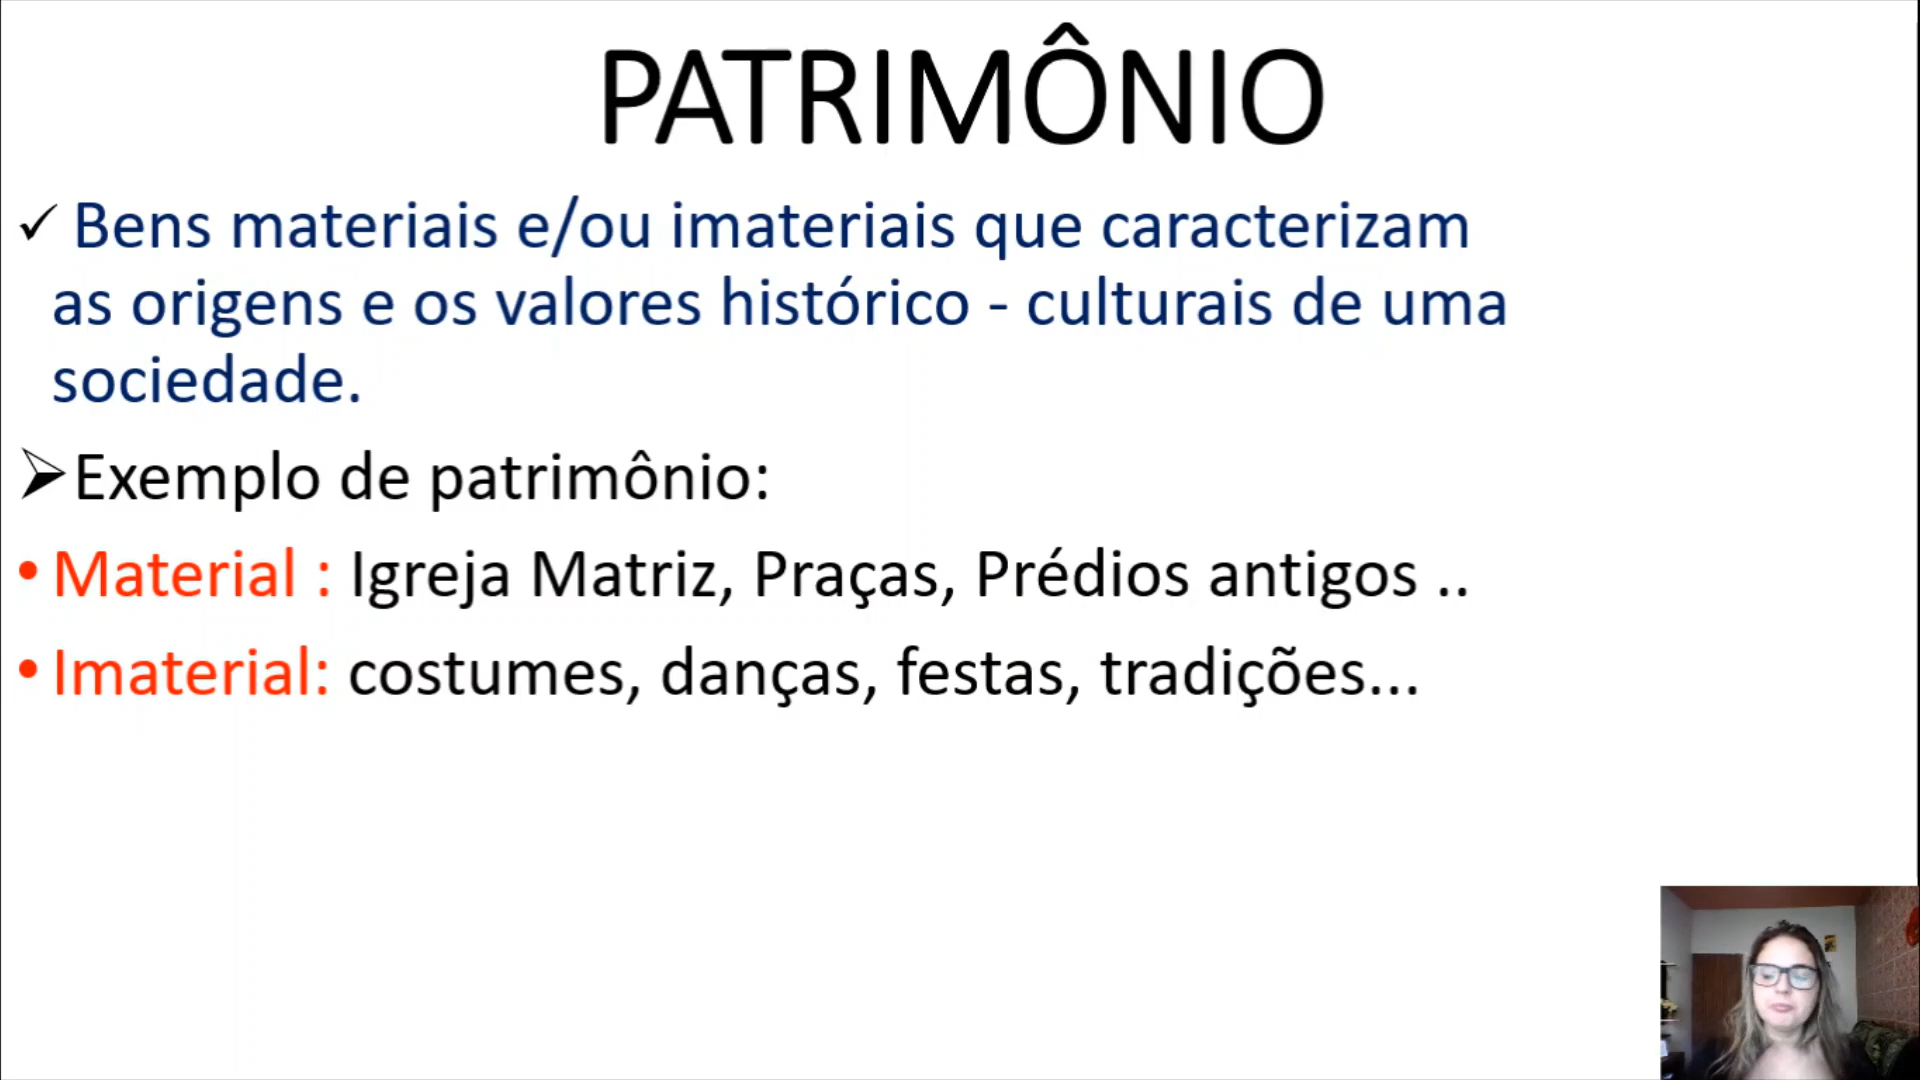 PATRIMÔNIO
✓ Bens materiais e/ou imateriais que caracterizam
as origens e os valores histórico - culturais de uma
sociedade.
➢Exemplo de patrimônio:
• Material : Igreja Matriz, Praças, Prédios antigos ..
• Imaterial: costumes, danças, festas, tradições...